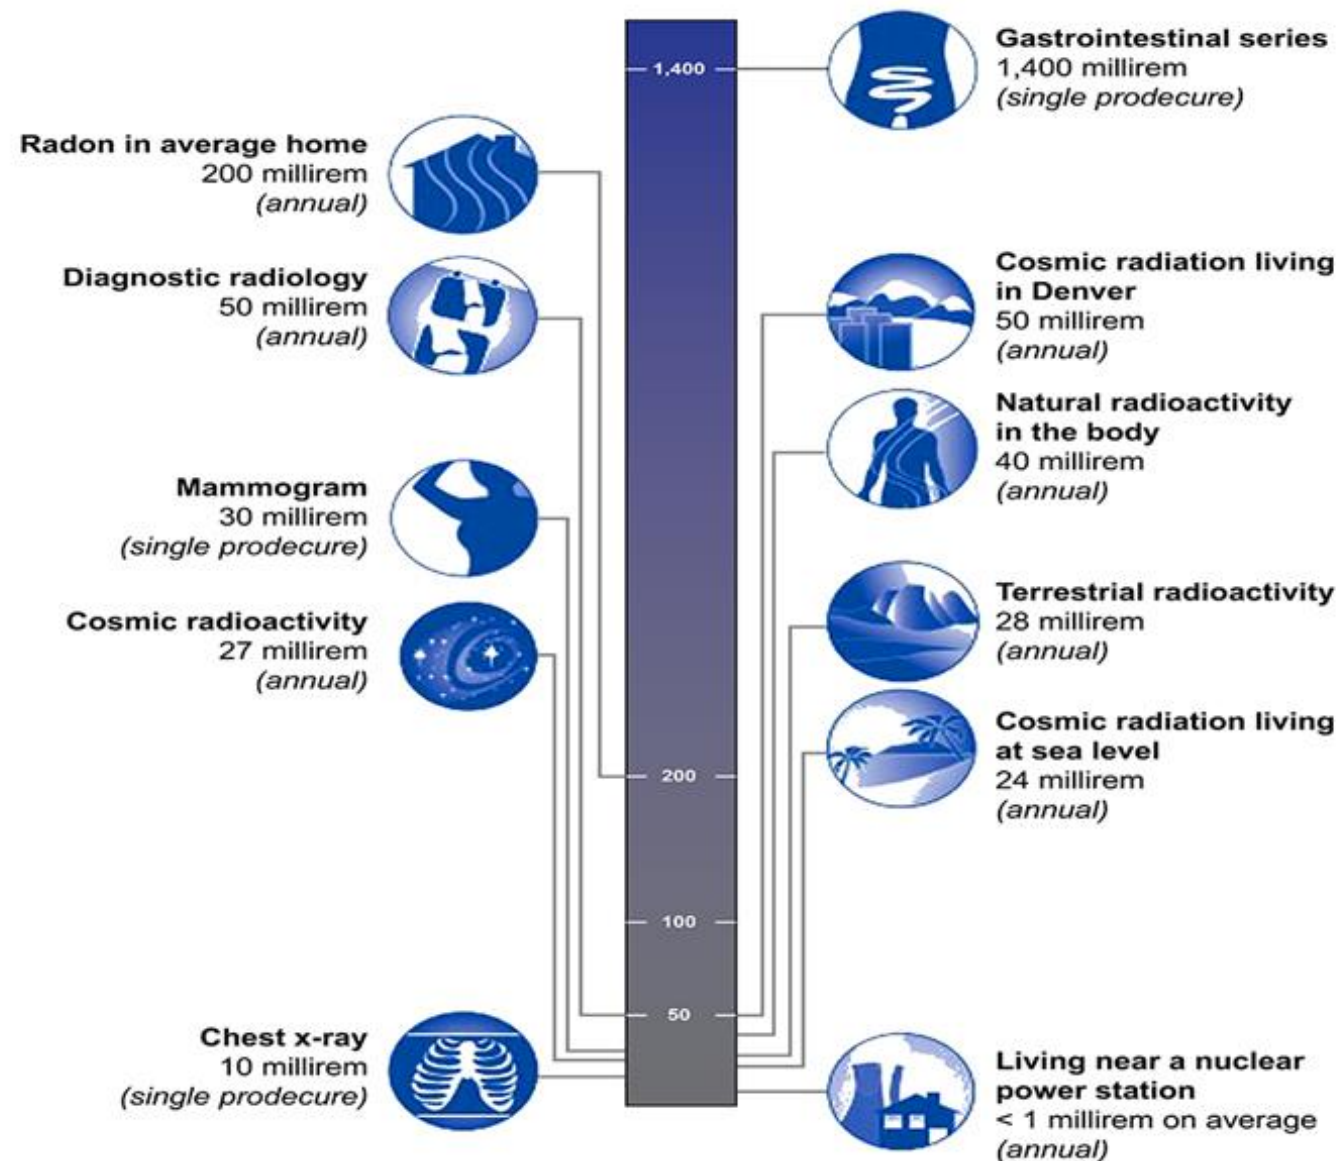 1,400
Gastrointestinal series
1,400 millirem
(single prodecure)
Radon in average home
200 millirem
(annual)
Diagnostic radiology
50 millirem
(annual)
Cosmic radiation living
in Denver
50 millirem
(annual)
Natural radioactivity
in the body
40 millirem
(annual)
Mammogram
30 millirem
(single prodecure)
Terrestrial radioactivity
28 millirem
(annual)
Cosmic radioactivity
27 millirem
(annual)
Cosmic radiation living
at sea level
24 millirem
(annual)
200
100
50
Chest x-ray
10 millirem
(single prodecure)
Living near a nuclear
power station
< 1 millirem on average
(annual)